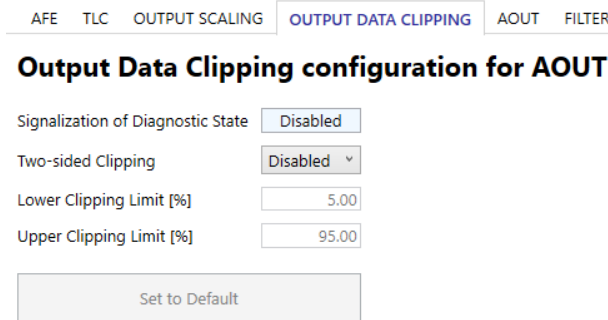 AFE TLC OUTPUT SCALING OUTPUT DATA CLIPPING AOUT FILTER
Output Data Clipping configuration for AOUT
Signalization of Diagnostic State Disabled
Two-sided Clipping Disabled
Lower Clipping Limit [%] 5.00
Upper Clipping Limit [%] 95.00
Set to Default